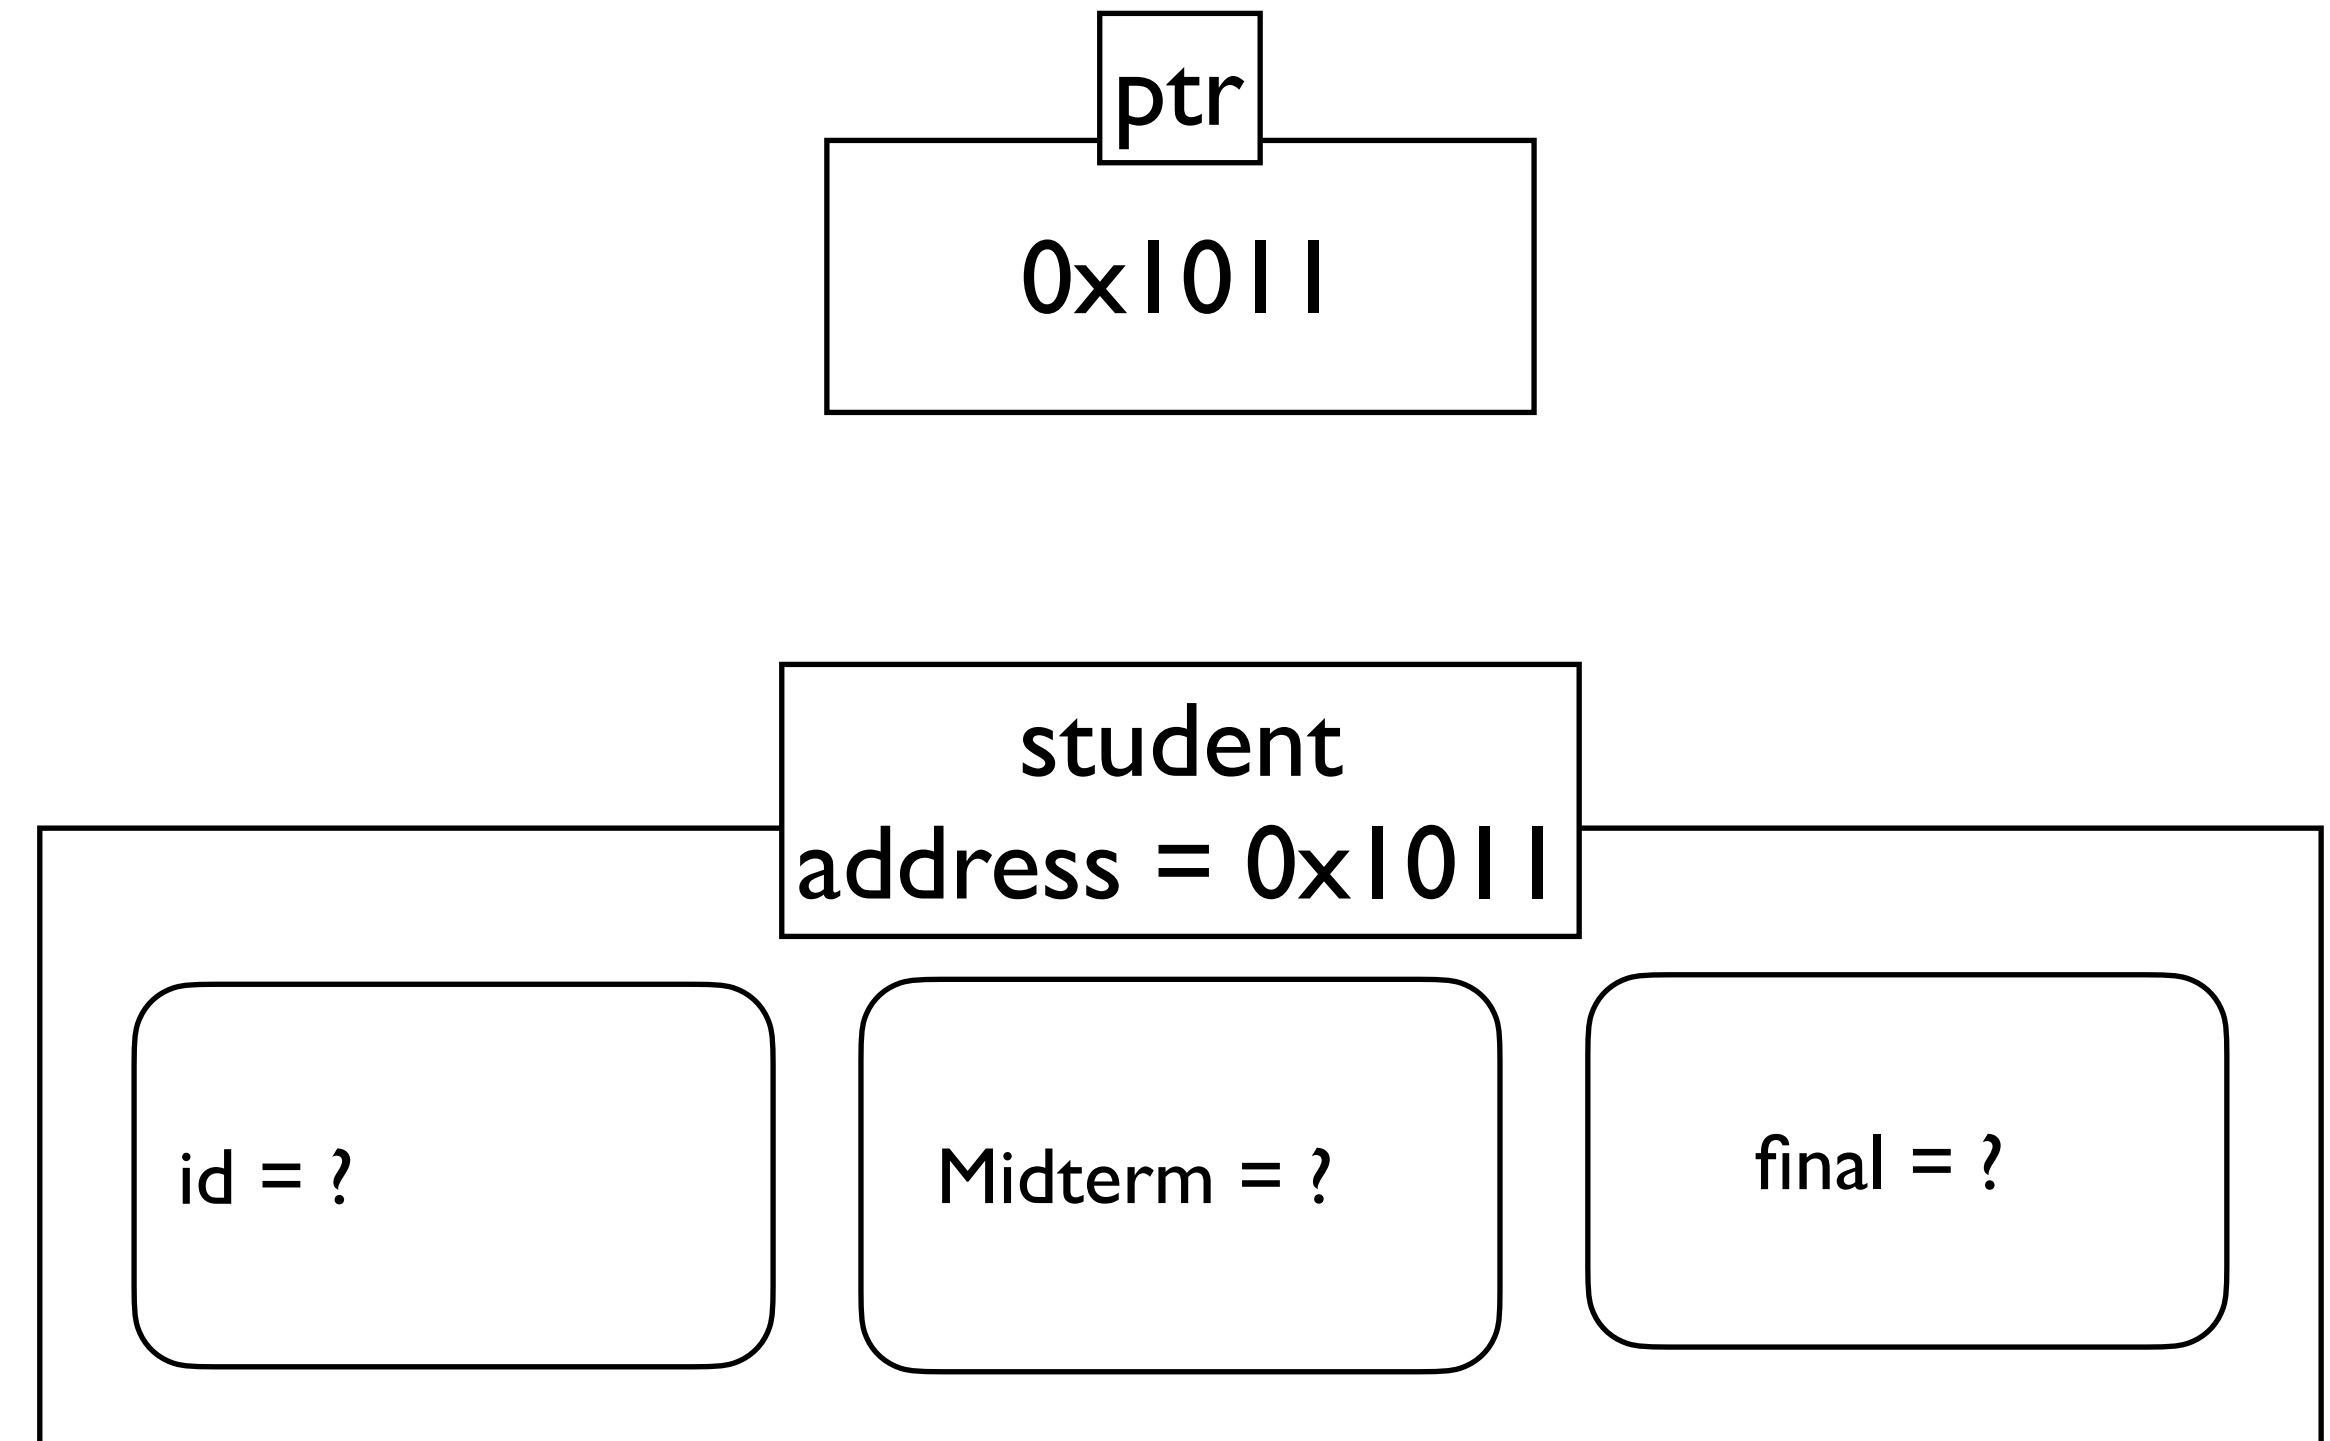 ptr
0x1011
student
address = 0x1011
id = ?
Midterm = ?
final = ?